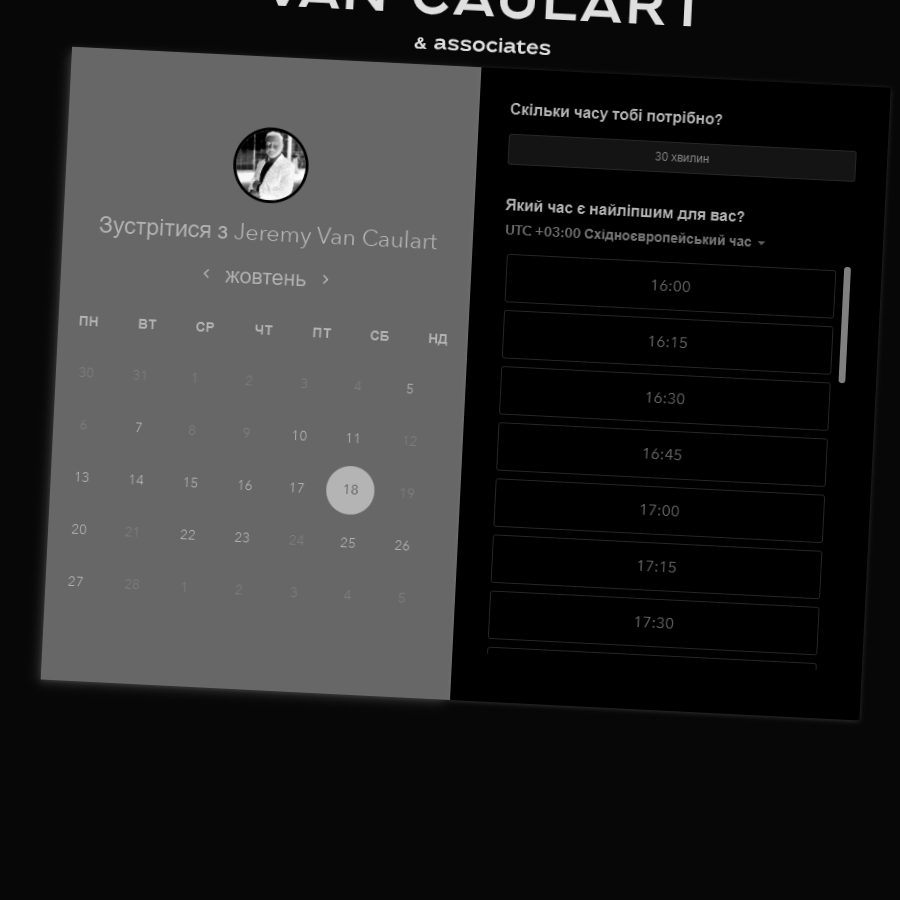 VAN CAULART
& associates
Зустрітися з Jeremy Van Caulart
жовтень
ПН ВТ СР ЧТ ПТ СБ НД
30 31 1 2 3 4 5
6 7 8 9 10 11 12
13 14 15 16 17 18 19
20 21 22 23 24 25 26
27 28 1 2 3 4 5
Скільки часу тобі потрібно?
30 хвилин
Який час є найліпшим для вас?
UTC +03:00 Східноєвропейський час
16:00
16:15
16:30
16:45
17:00
17:15
17:30